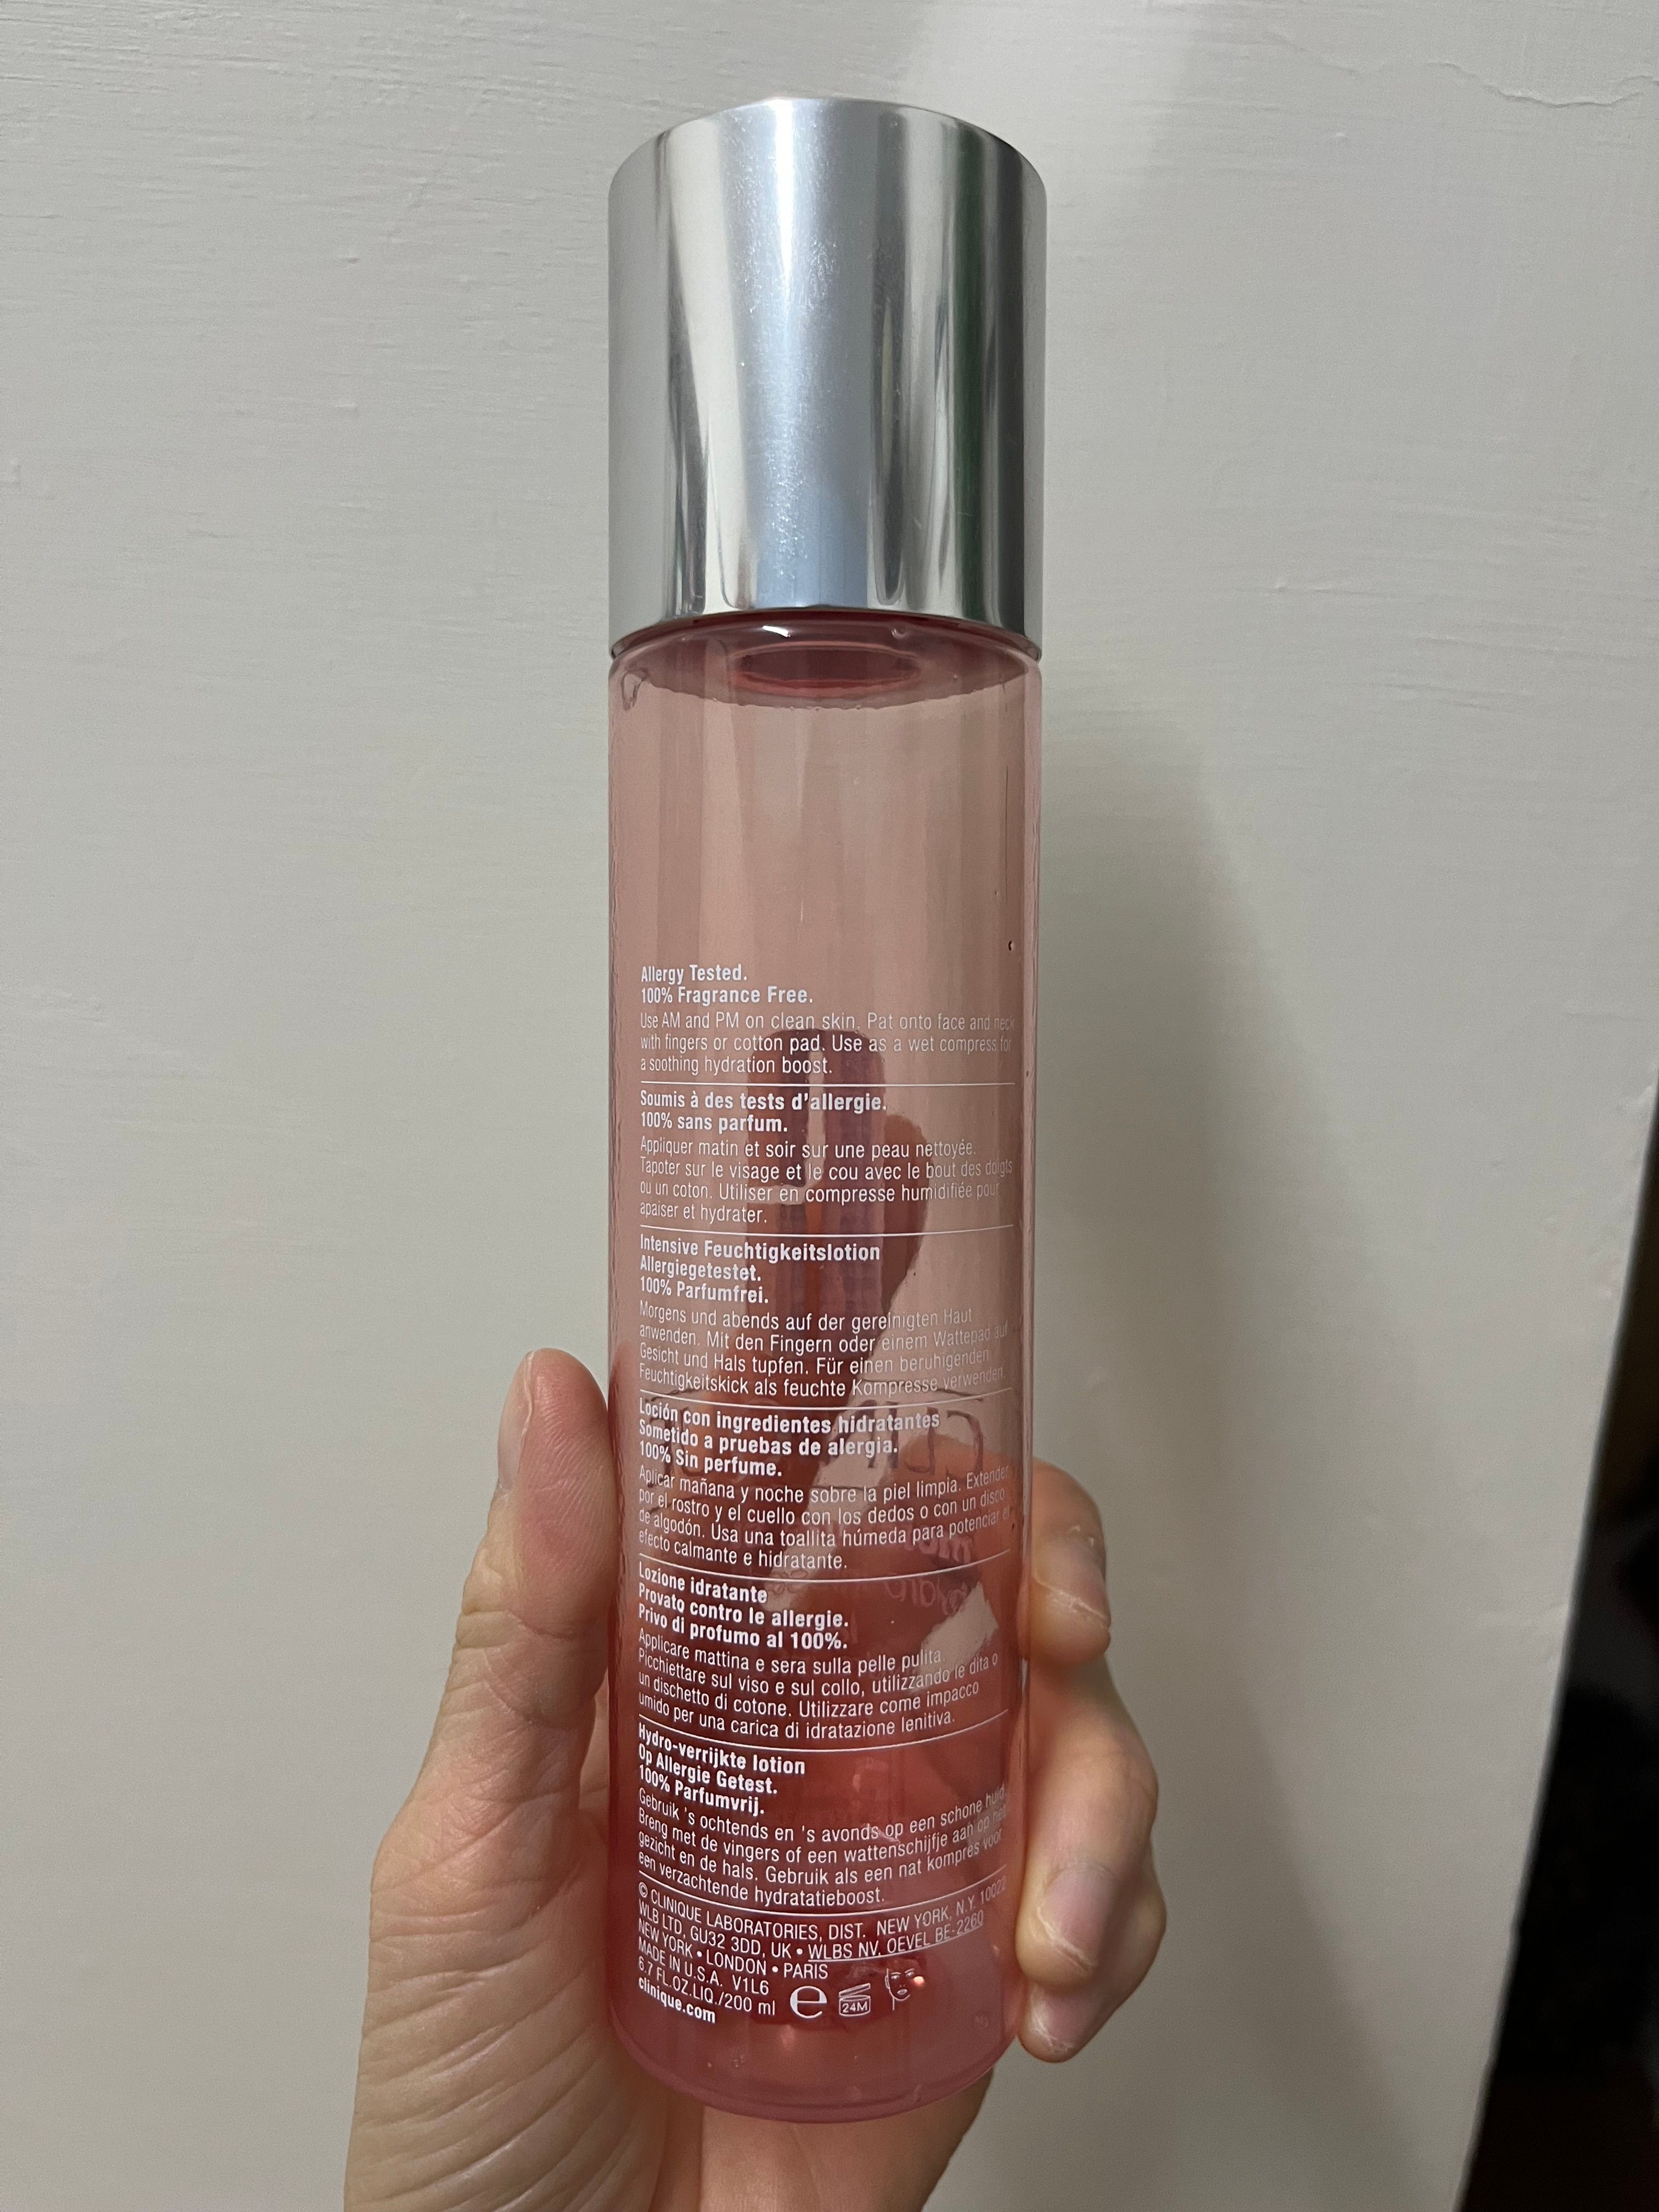 Allergy Tested.
100% Fragrance Free.
Use AM and PM on clean skin. Pat onto face and neck
with fingers or cotton pad. Use as a wet compress for
a soothing hydration boost.
Soumis à des tests d'allergie.
100% sans parfum.
Appliquer matin et soir sur une peau nettoyée.
Tapoter sur le visage et le cou avec le bout des doigts
ou un coton. Utiliser en compresse humidifiée pour
apaiser et hydrater.
Intensive Feuchtigkeitslotion
Allergiegetestet.
100% Parfumfrei.
Morgens und abends auf der gereinigten Haut
anwenden. Mit den Fingern oder einem Wattepad auf
Gesicht und Hals tupfen. Für einen beruhigenden
Feuchtigkeitskick als feuchte Kompresse verwenden.
Loción con ingredientes hidratantes
Sometido a pruebas de alergia.
100% Sin perfume.
Aplicar mañana y noche sobre la piel limpia. Extender
por el rostro y el cuello con los dedos o con un disco
de algodón. Usa una toallita húmeda para potenciar el
efecto calmante e hidratante.
Lozione idratante
Provato contro le allergie.
Privo di profumo al 100%.
Applicare mattina e sera sulla pelle pulita.
Picchiettare sul viso e sul collo, utilizzando le dita o
un dischetto di cotone. Utilizzare come impacco
umido per una carica di idratazione lenitiva.
Hydro-verrijkte lotion
Op Allergie Getest.
100% Parfumvrij.
Gebruik 's ochtends en 's avonds op een schone huid.
Breng met de vingers of een wattenschijfje aan op het
gezicht en de hals. Gebruik als een nat kompres voor
een verzachtende hydratatieboost.
© CLINIQUE LABORATORIES, DIST. NEW YORK, N.Y. 10022
WLB LTD, GU32 3DD, UK • WLBS NV, OEVEL BE-2260
NEW YORK • LONDON • PARIS
MADE IN U.S.A. V1L6
6.7 FL.OZ.LIQ./200 ml e 24M
clinique.com